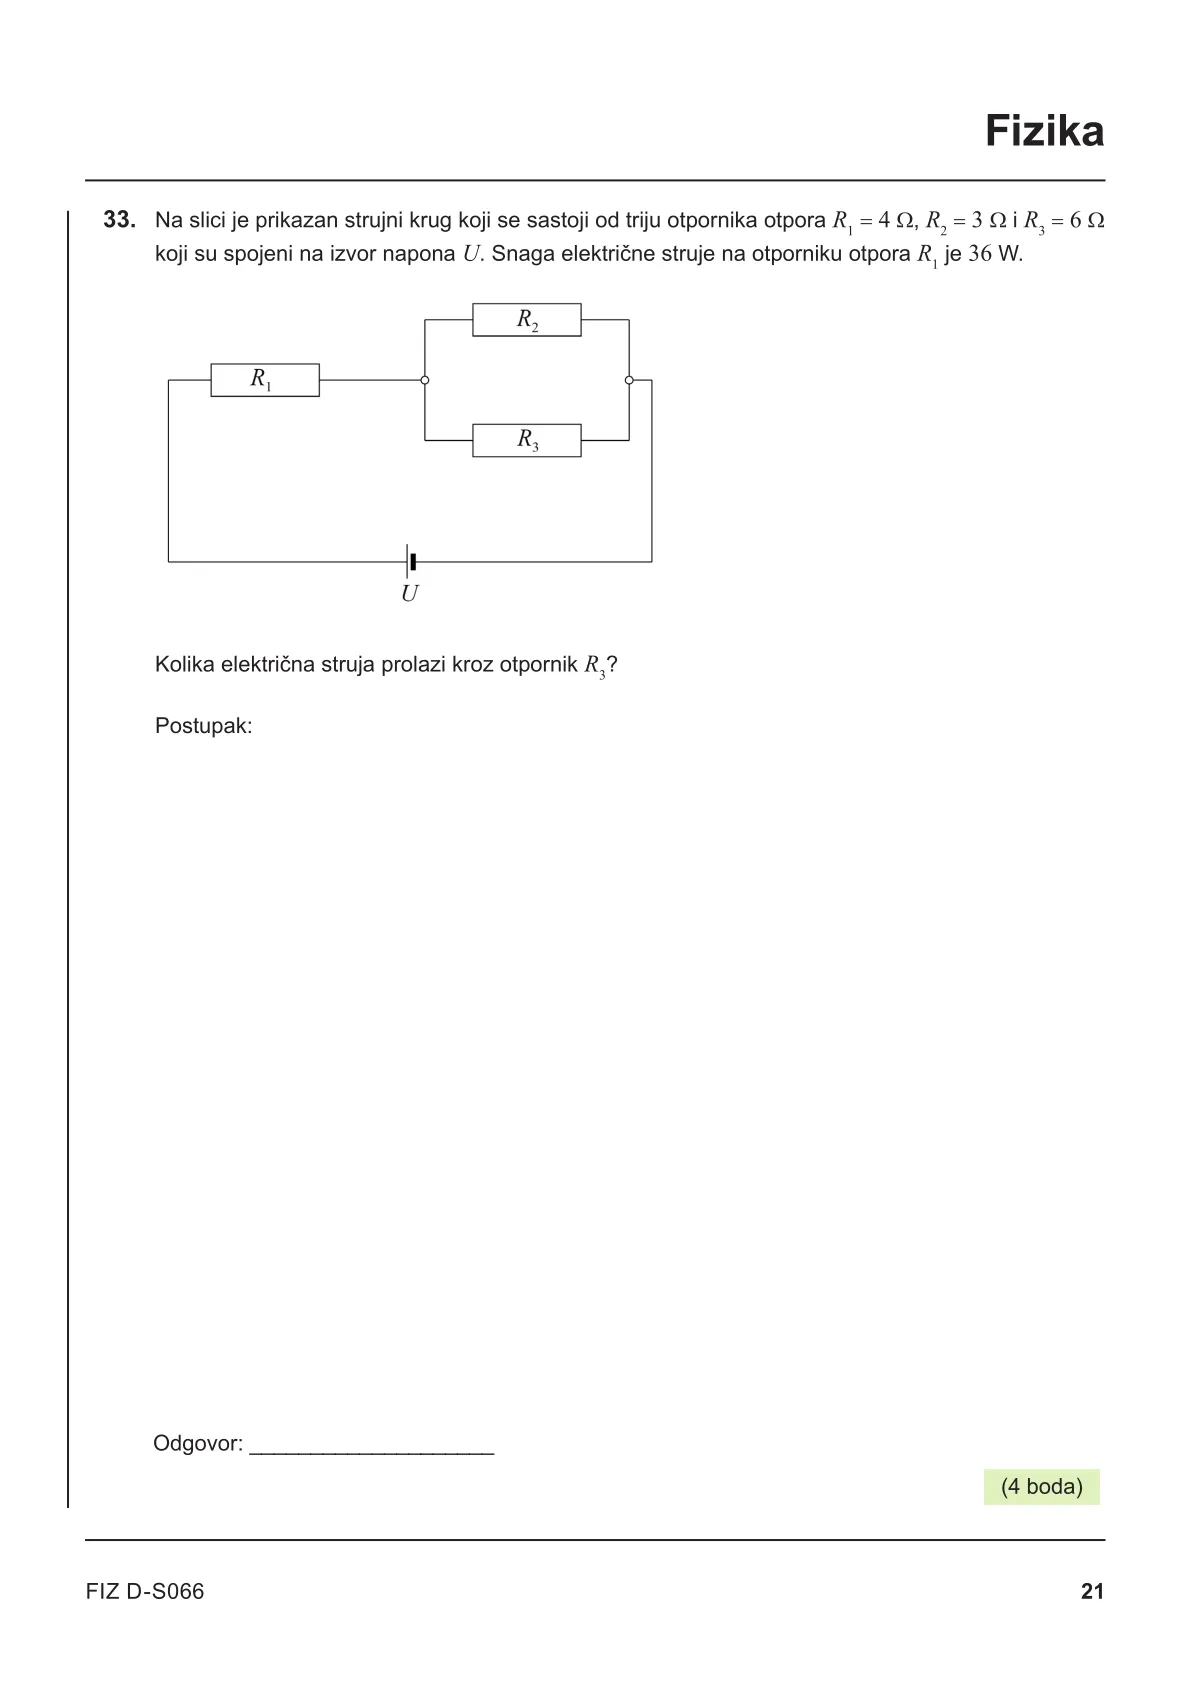 Fizika
33. Na slici je prikazan strujni krug koji se sastoji od triju otpornika otpora R₁ = 4 Ω, R₂ = 3 Ω i R₃ = 6 Ω
koji su spojeni na izvor napona U. Snaga električne struje na otporniku otpora R₁ je 36 W.
R₂
R₁
R₃
U
Kolika električna struja prolazi kroz otpornik R₃?
Postupak:
Odgovor: ____________________
(4 boda)
FIZ D-S066
21